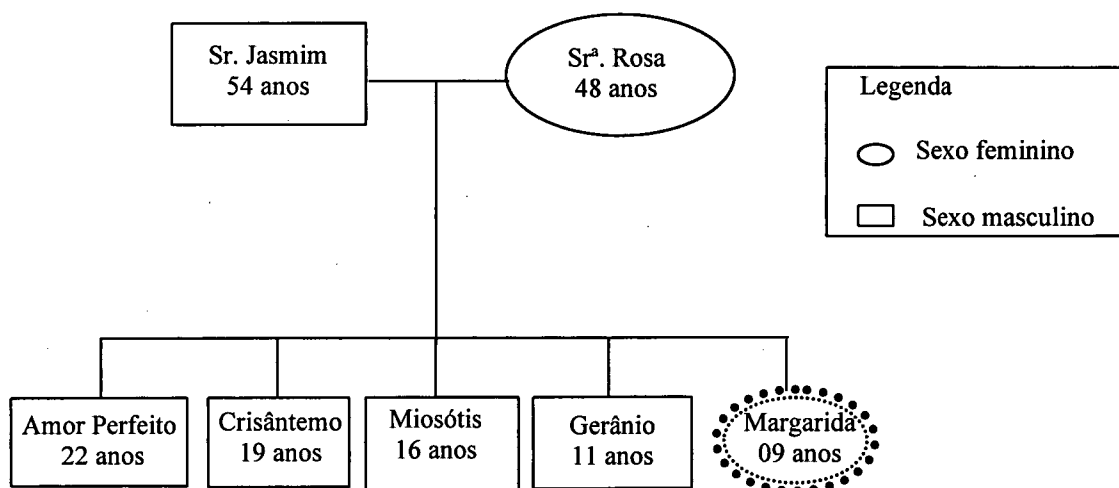 Sr. Jasmim
54 anos
Srª. Rosa
48 anos
Legenda
Sexo feminino
Sexo masculino
Amor Perfeito
22 anos
Crisântemo
19 anos
Miosótis
16 anos
Gerânio
11 anos
Margarida
09 anos